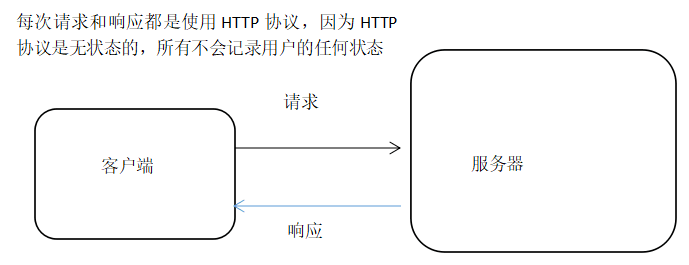 每次请求和响应都是使用 HTTP 协议，因为 HTTP
协议是无状态的，所有不会记录用户的任何状态
请求
客户端
服务器
响应